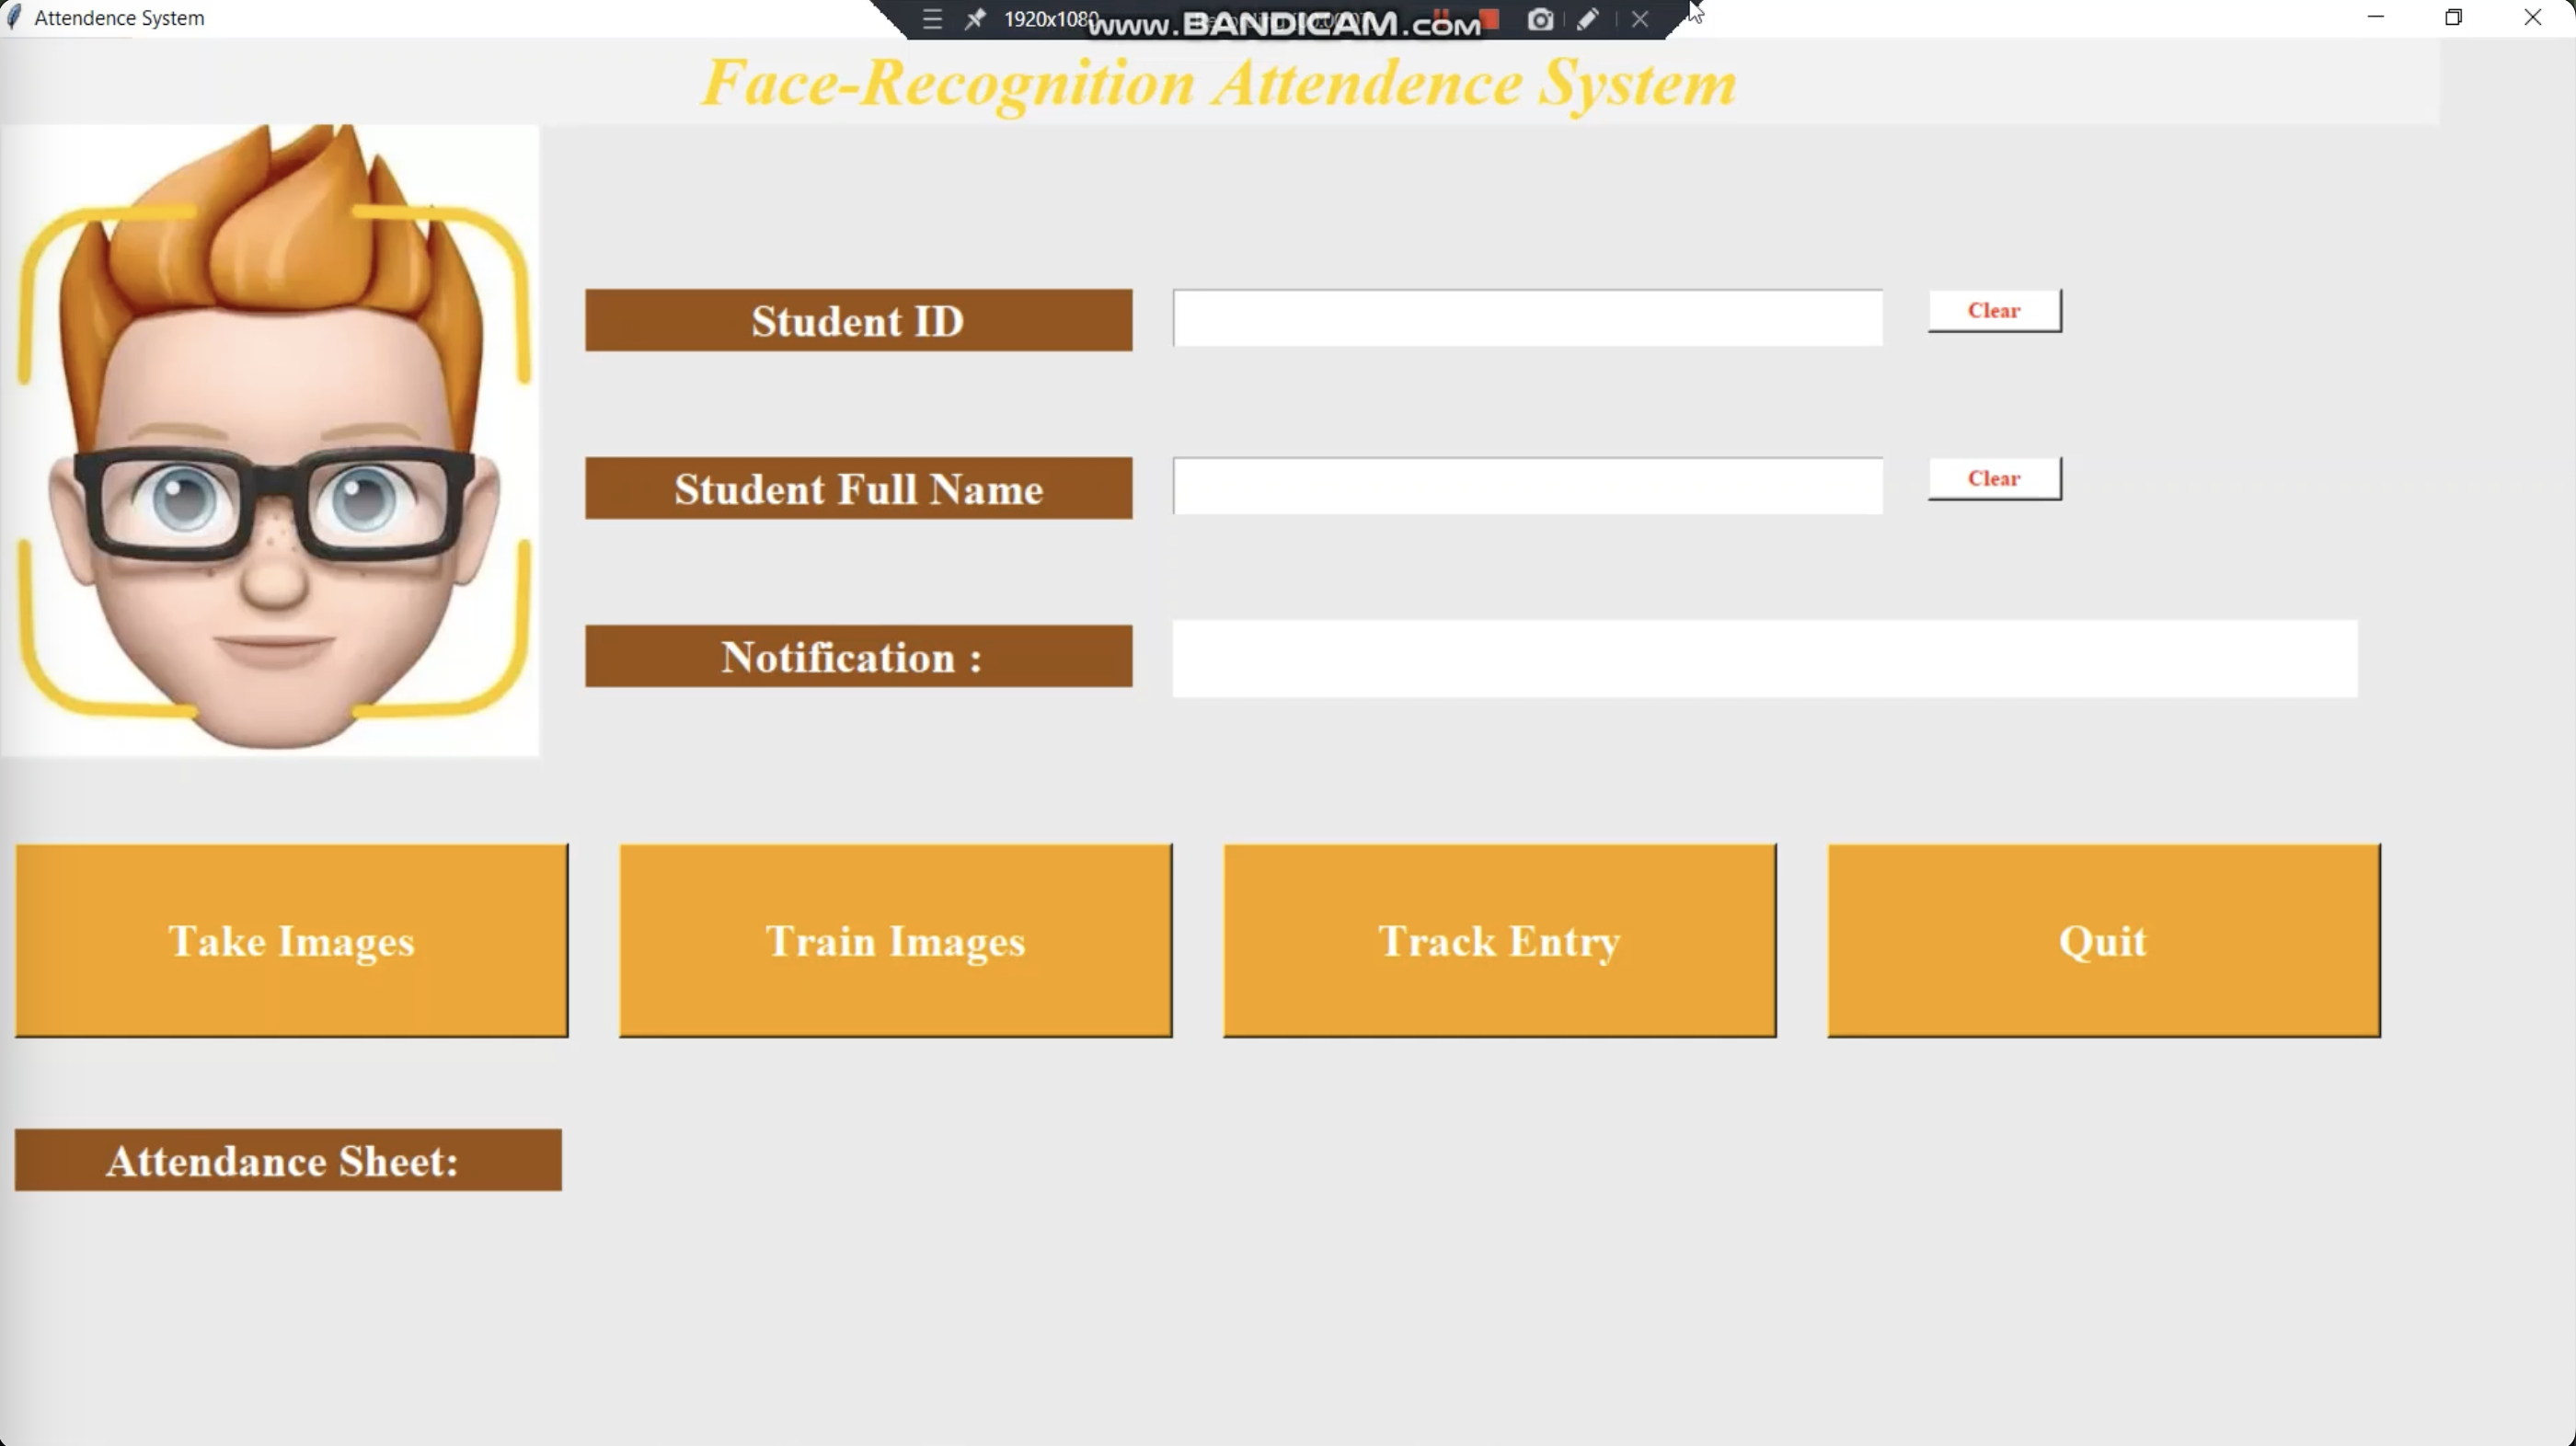 Attendence System
1920x1080
www.BANDICAM.com
Face-Recognition Attendence System
Student ID
Clear
Student Full Name
Clear
Notification :
Take Images
Train Images
Track Entry
Quit
Attendance Sheet: